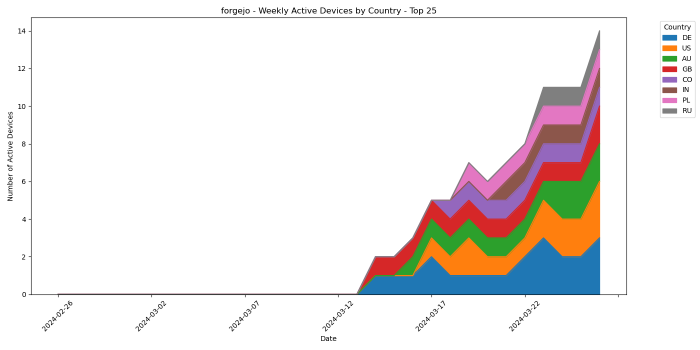 forgejo - Weekly Active Devices by Country - Top 25
Number of Active Devices
14
12
10
8
6
4
2
0
2024-02-26
2024-03-02
2024-03-07
2024-03-12
2024-03-17
2024-03-22
Date
Country
DE
US
AU
GB
CO
IN
PL
RU